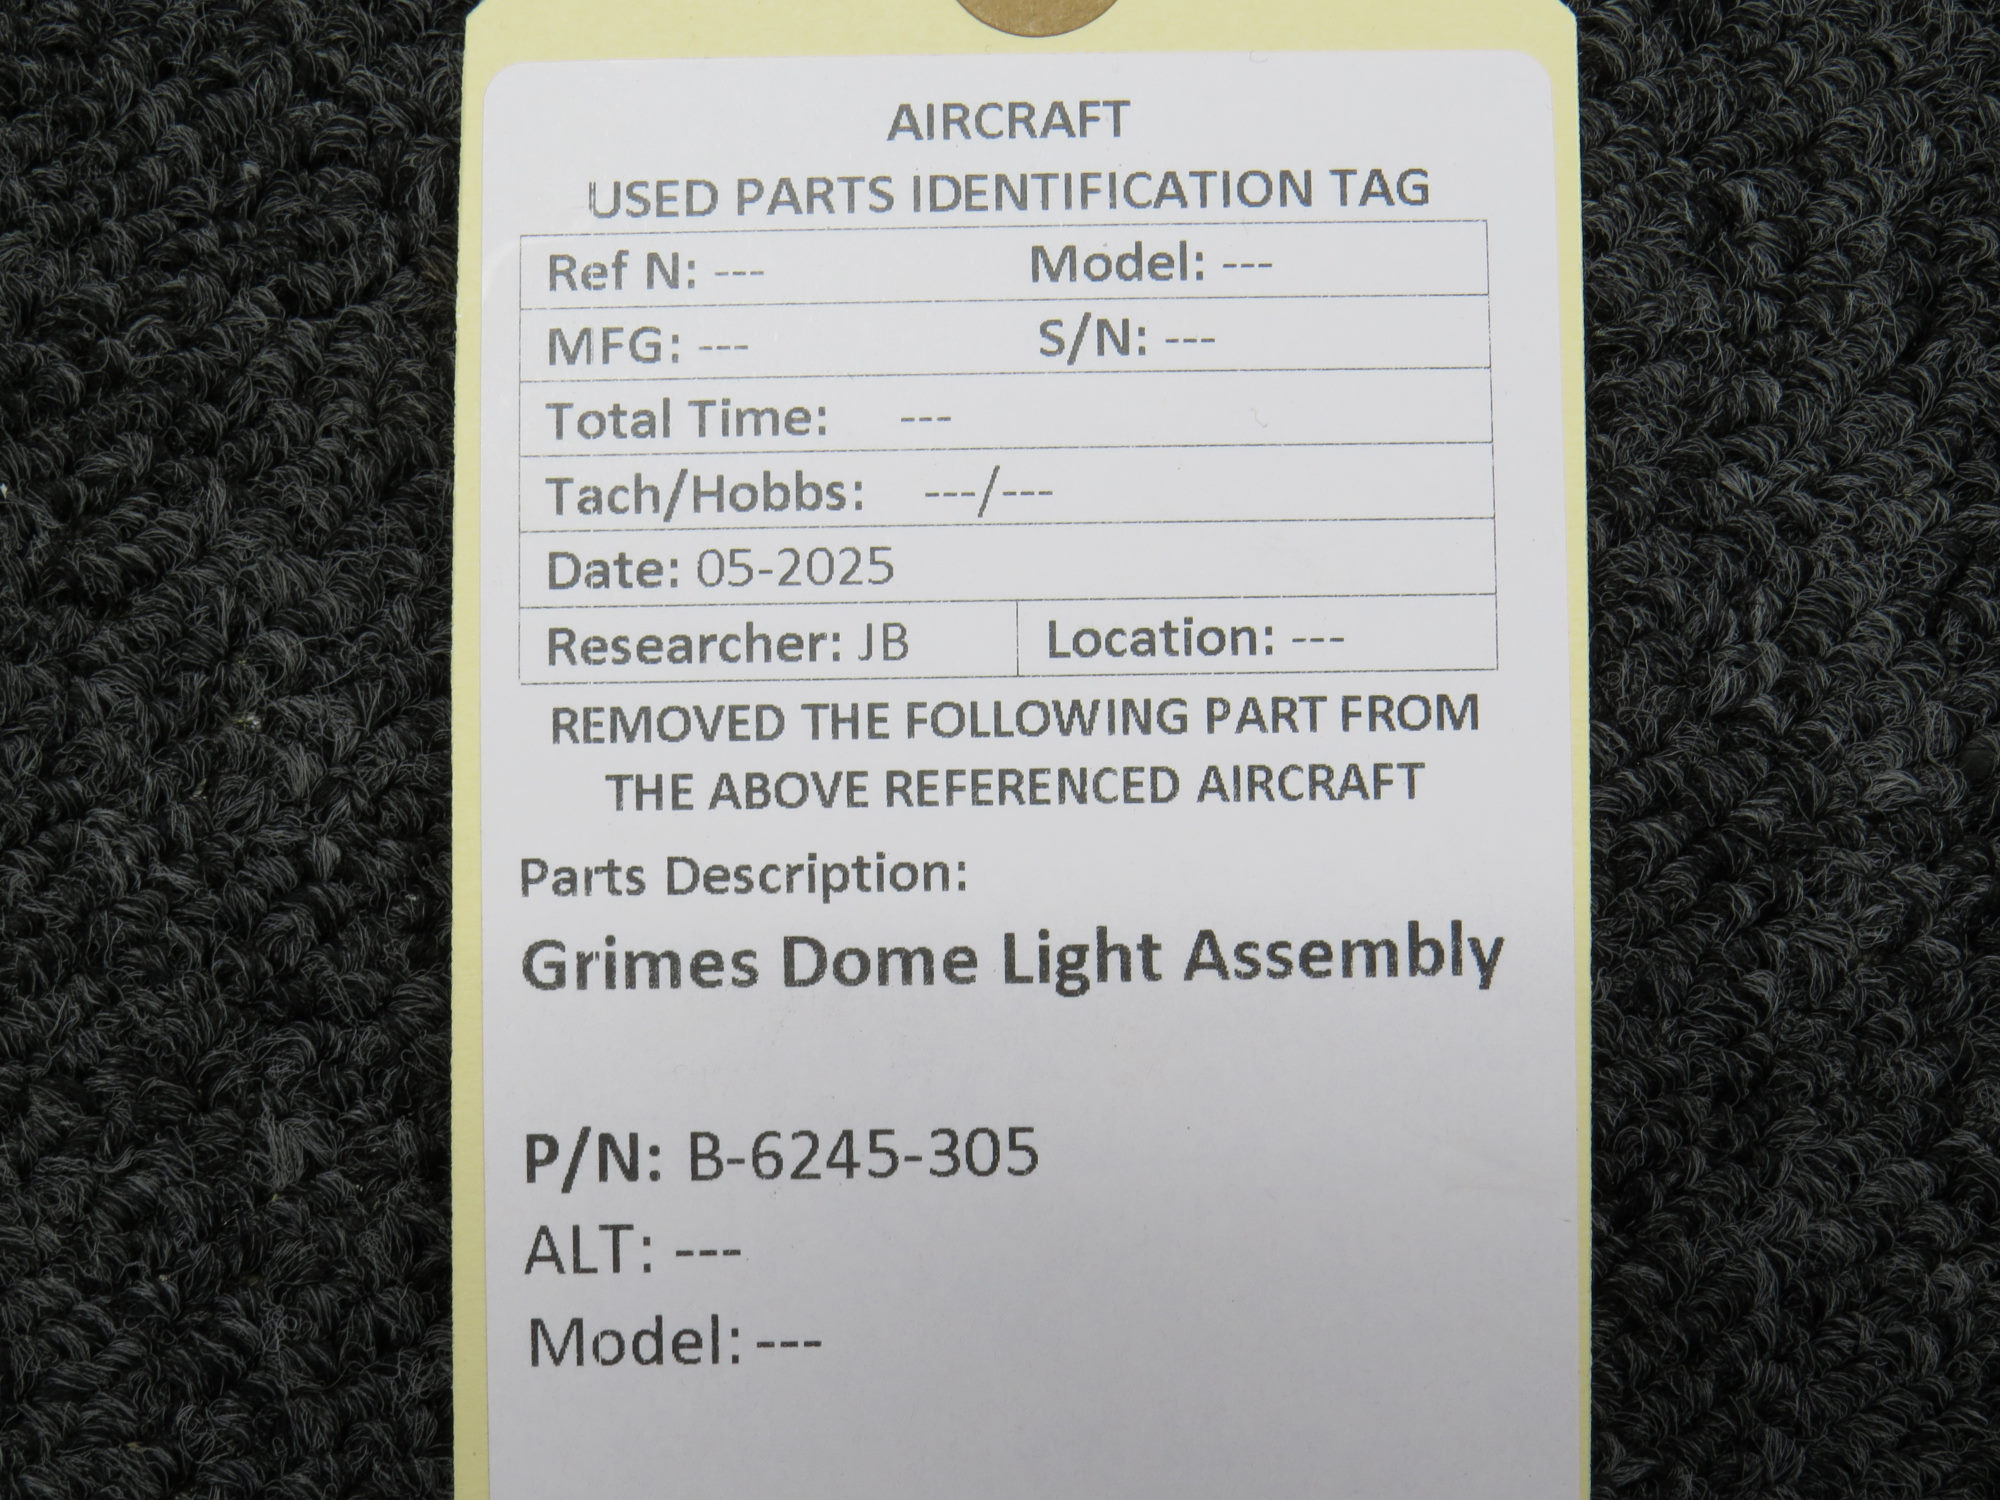 AIRCRAFT
USED PARTS IDENTIFICATION TAG
Ref N: --- Model: ---
MFG: --- S/N: ---
Total Time: ---
Tach/Hobbs: ---/---
Date: 05-2025
Researcher: JB Location: ---
REMOVED THE FOLLOWING PART FROM
THE ABOVE REFERENCED AIRCRAFT
Parts Description:
Grimes Dome Light Assembly
P/N: B-6245-305
ALT: ---
Model: ---